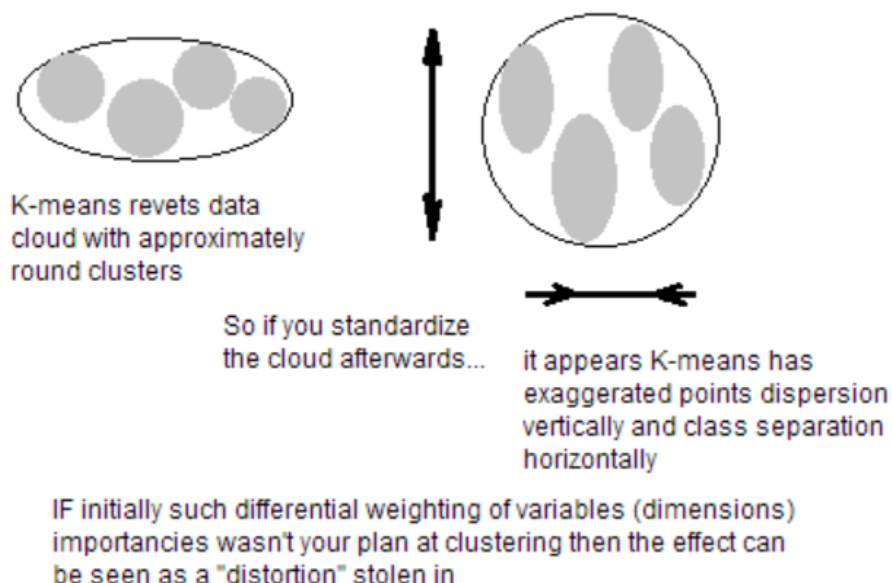 K-means revets data
cloud with approximately
round clusters
So if you standardize
the cloud afterwards...
it appears K-means has
exaggerated points dispersion
vertically and class separation
horizontally
IF initially such differential weighting of variables (dimensions)
importancies wasn't your plan at clustering then the effect can
be seen as a "distortion" stolen in